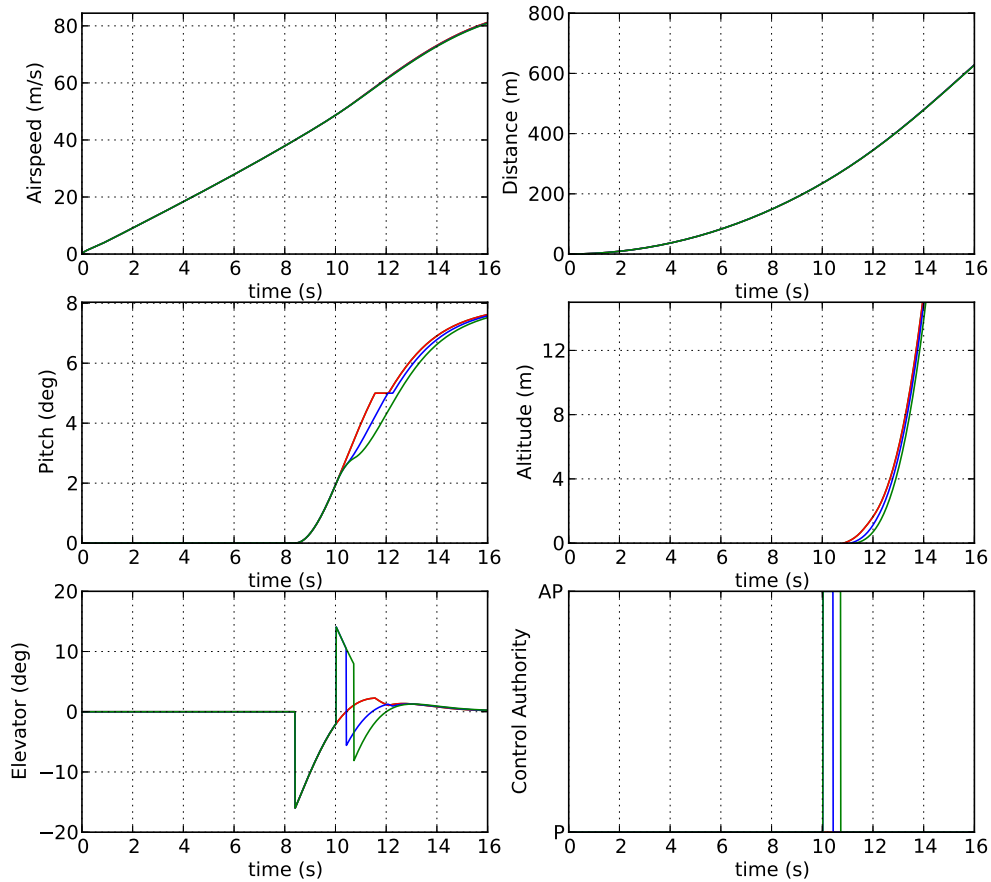 80
60
40
20
0
Airspeed (m/s)
0 2 4 6 8 10 12 14 16
time (s)
800
600
400
200
0
Distance (m)
0 2 4 6 8 10 12 14 16
time (s)
8
6
4
2
0
Pitch (deg)
0 2 4 6 8 10 12 14 16
time (s)
12
8
4
0
Altitude (m)
0 2 4 6 8 10 12 14 16
time (s)
20
10
0
−10
−20
Elevator (deg)
0 2 4 6 8 10 12 14 16
time (s)
AP
P
Control Authority
0 2 4 6 8 10 12 14 16
time (s)